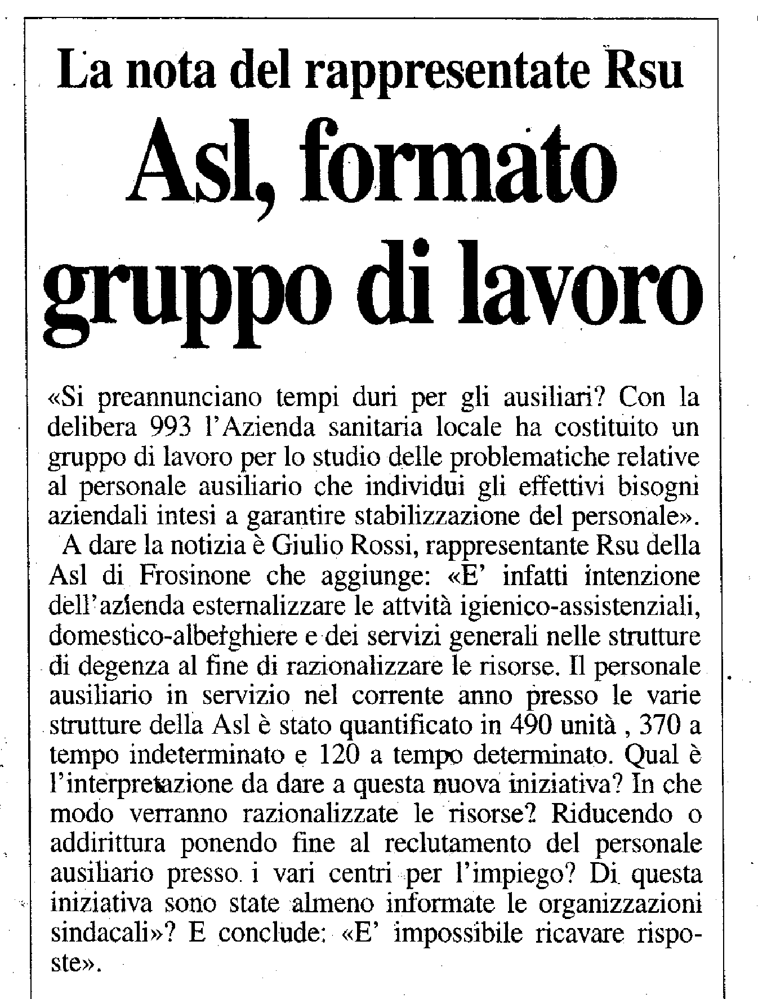 La nota del rappresentate Rsu
Asl, formato
gruppo di lavoro
«Si preannunciano tempi duri per gli ausiliari? Con la
delibera 993 l'Azienda sanitaria locale ha costituito un
gruppo di lavoro per lo studio delle problematiche relative
al personale ausiliario che individui gli effettivi bisogni
aziendali intesi a garantire stabilizzazione del personale».
A dare la notizia è Giulio Rossi, rappresentante Rsu della
Asl di Frosinone che aggiunge: «E' infatti intenzione
dell'azienda esternalizzare le attvità igienico-assistenziali,
domestico-alberghiere e dei servizi generali nelle strutture
di degenza al fine di razionalizzare le risorse. Il personale
ausiliario in servizio nel corrente anno presso le varie
strutture della Asl è stato quantificato in 490 unità , 370 a
tempo indeterminato e 120 a tempo determinato. Qual è
l'interpretazione da dare a questa nuova iniziativa? In che
modo verranno razionalizzate le risorse? Riducendo o
addirittura ponendo fine al reclutamento del personale
ausiliario presso i vari centri per l'impiego? Di questa
iniziativa sono state almeno informate le organizzazioni
sindacali»? E conclude: «E' impossibile ricavare rispo-
ste».